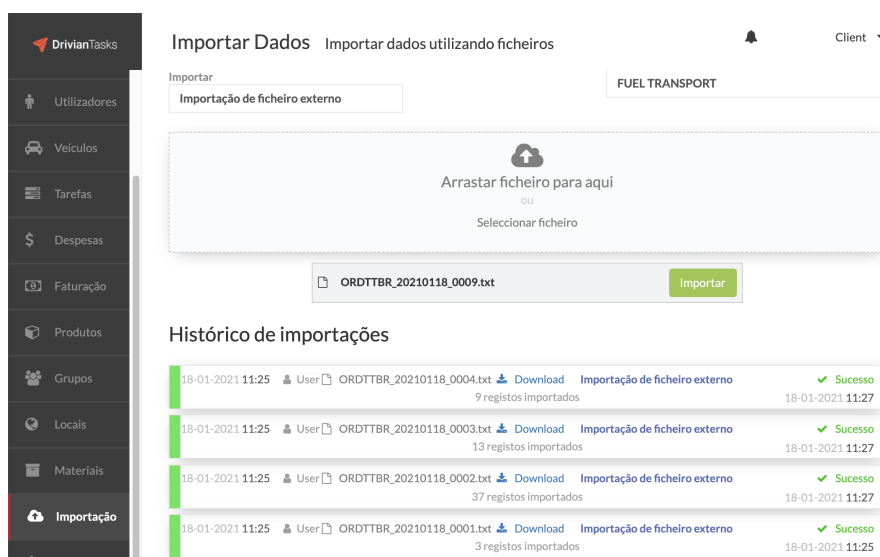 DrivianTasks
Importar Dados Importar dados utilizando ficheiros
Client
Utilizadores
Veículos
Tarefas
Despesas
Faturação
Produtos
Grupos
Locais
Materiais
Importação
Importar
Importação de ficheiro externo
FUEL TRANSPORT
Arrastar ficheiro para aqui
ou
Seleccionar ficheiro
ORDTTBR_20210118_0009.txt Importar
Histórico de importações
18-01-2021 11:25 User ORDTTBR_20210118_0004.txt Download Importação de ficheiro externo Sucesso
9 registos importados 18-01-2021 11:27
18-01-2021 11:25 User ORDTTBR_20210118_0003.txt Download Importação de ficheiro externo Sucesso
13 registos importados 18-01-2021 11:27
18-01-2021 11:25 User ORDTTBR_20210118_0002.txt Download Importação de ficheiro externo Sucesso
37 registos importados 18-01-2021 11:27
18-01-2021 11:25 User ORDTTBR_20210118_0001.txt Download Importação de ficheiro externo Sucesso
3 registos importados 18-01-2021 11:25